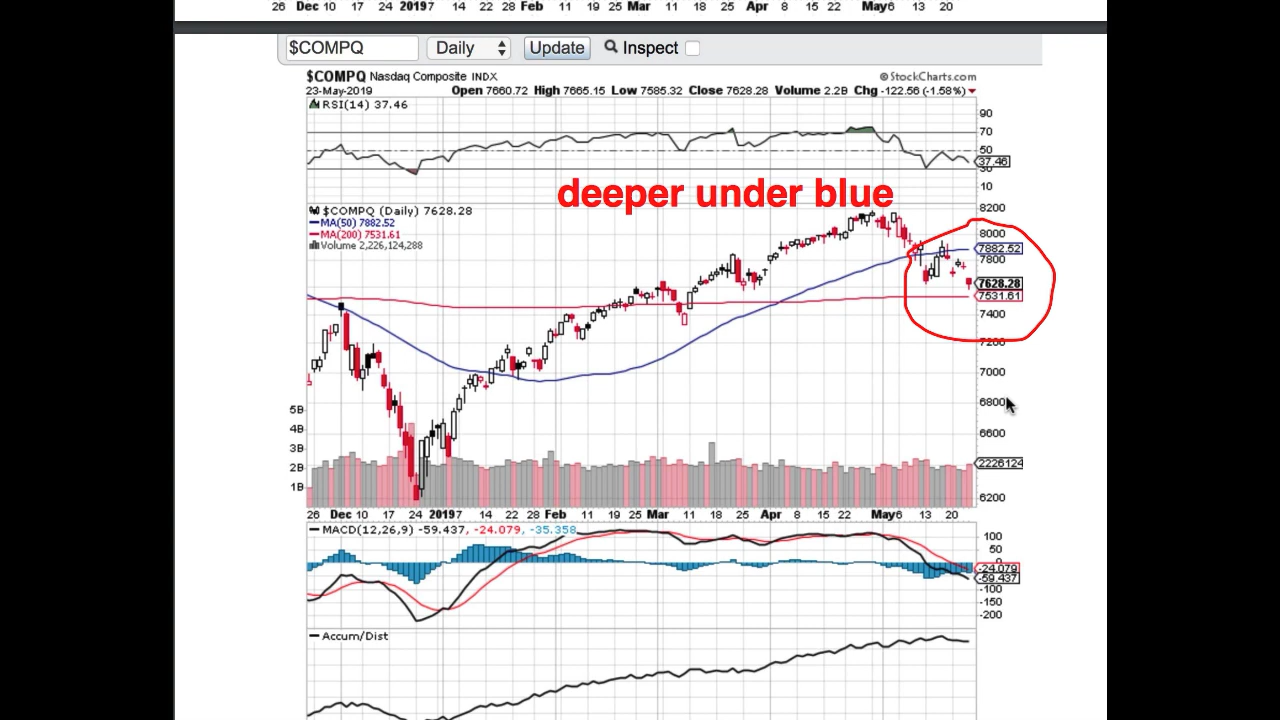 26 Dec 10 17 24 2019 7 14 22 28 Feb 11 19 25 Mar 11 18 25 Apr 8 15 22 May 6 13 20
$COMPQ Daily Update Inspect
$COMPQ Nasdaq Composite INDX © StockCharts.com
23-May-2019 Open 7660.72 High 7665.15 Low 7585.32 Close 7628.28 Volume 2.2B Chg -122.56 (-1.58%)
RSI(14) 37.46
90
70
50
37.46
30
10
deeper under blue
$COMPQ (Daily) 7628.28
MA(50) 7882.52
MA(200) 7531.61
Volume 2,226,124,288
8200
8000
7882.52
7800
7628.28
7531.61
7400
7200
7000
6800
6600
2226124
6200
5B
4B
3B
2B
1B
26 Dec 10 17 24 2019 7 14 22 28 Feb 11 19 25 Mar 11 18 25 Apr 8 15 22 May 6 13 20
MACD(12,26,9) -59.437, -24.079, -35.358
100
50
0
-24.079
-59.437
-100
-150
-200
Accum/Dist